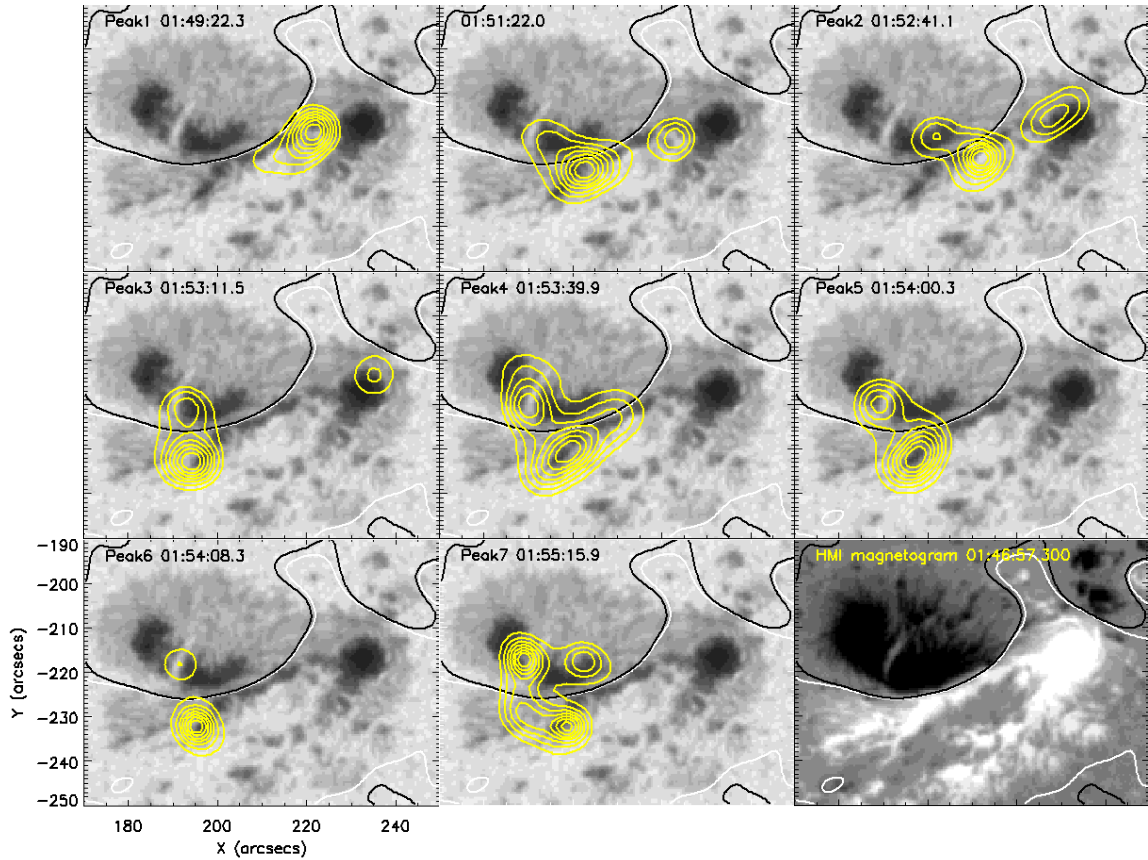 Peak1 01:49:22.3
01:51:22.0
Peak2 01:52:41.1
Peak3 01:53:11.5
Peak4 01:53:39.9
Peak5 01:54:00.3
Peak6 01:54:08.3
Peak7 01:55:15.9
HMI magnetogram 01:46:57.300
-190
-200
-210
-220
-230
-240
-250
Y (arcsecs)
180 200 220 240
X (arcsecs)